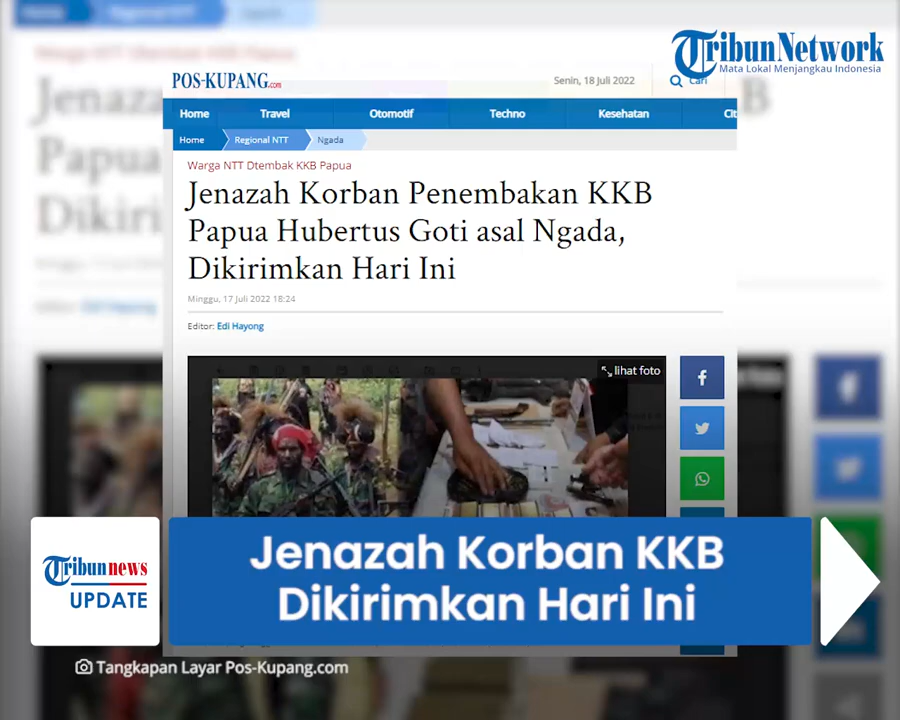 TribunNetwork
Mata Lokal Menjangkau Indonesia
POS-KUPANG.com
Senin, 18 Juli 2022
Cari
Home Travel Otomotif Techno Kesehatan Cit
Home Regional NTT Ngada
Warga NTT Dtembak KKB Papua
Jenazah Korban Penembakan KKB
Papua Hubertus Goti asal Ngada,
Dikirimkan Hari Ini
Minggu, 17 Juli 2022 18:24
Editor: Edi Hayong
lihat foto
Tribunnews
UPDATE
Jenazah Korban KKB
Dikirimkan Hari Ini
Tangkapan Layar Pos-Kupang.com